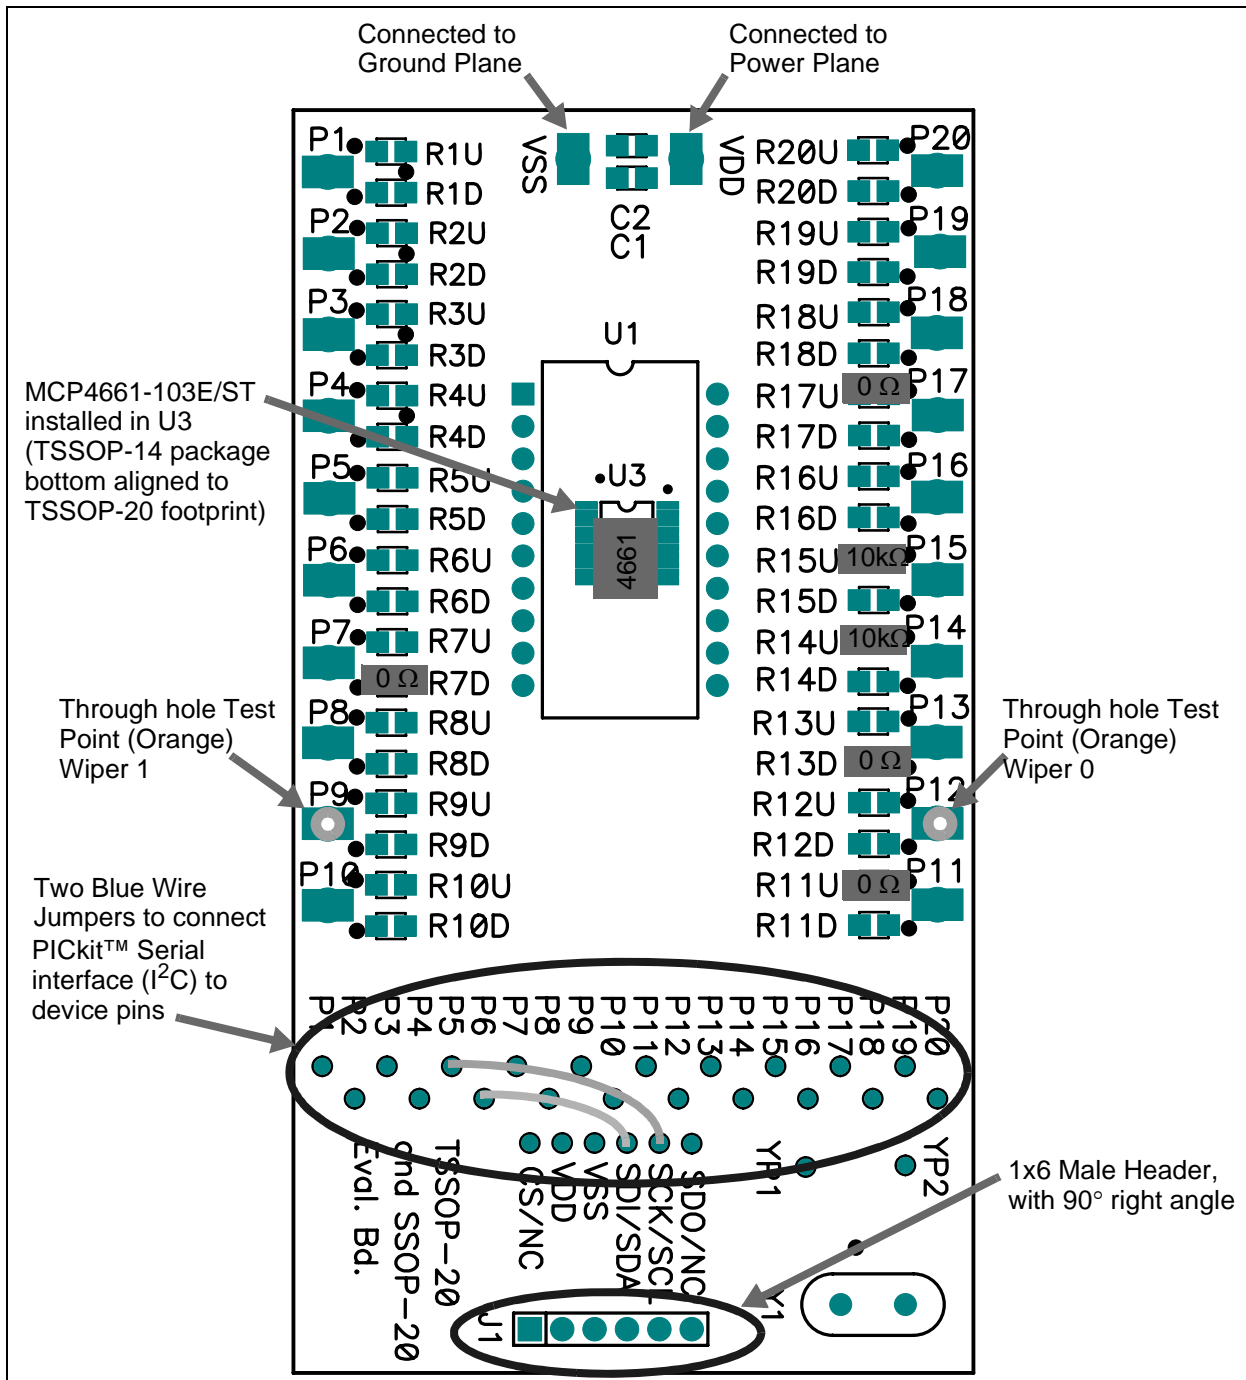 Connected to
Ground Plane
Connected to
Power Plane
P1
R1U
R1D
VSS
VDD
C2
C1
R20U
P20
R20D
P2
R2U
R2D
R19U
P19
R19D
P3
R3U
R3D
R18U
P18
R18D
U1
MCP4661-103E/ST
installed in U3
(TSSOP-14 package
bottom aligned to
TSSOP-20 footprint)
P4
R4U
R4D
R17U
0 Ω
P17
R17D
P5
R5U
R5D
U3
4661
R16U
P16
R16D
P6
R6U
R6D
R15U
10kΩ
P15
R15D
P7
R7U
0 Ω
R7D
R14U
10kΩ
P14
R14D
Through hole Test
Point (Orange)
Wiper 1
P8
R8U
R8D
R13U
P13
R13D
0 Ω
Through hole Test
Point (Orange)
Wiper 0
P9
R9U
R9D
R12U
P12
R12D
P10
R10U
R10D
R11U
0 Ω
P11
R11D
Two Blue Wire
Jumpers to connect
PICkit™ Serial
interface (I²C) to
device pins
P1
P2
P3
P4
P5
P6
P7
P8
P9
P10
P11
P12
P13
P14
P15
P16
P17
P18
P19
P20
TSSOP-20
and SSOP-20
Eval. Bd.
CS/NC
VDD
VSS
SDI/SDA
SCK/SCL
SDO/NC
YP1
YP2
1x6 Male Header,
with 90° right angle
J1
Y1